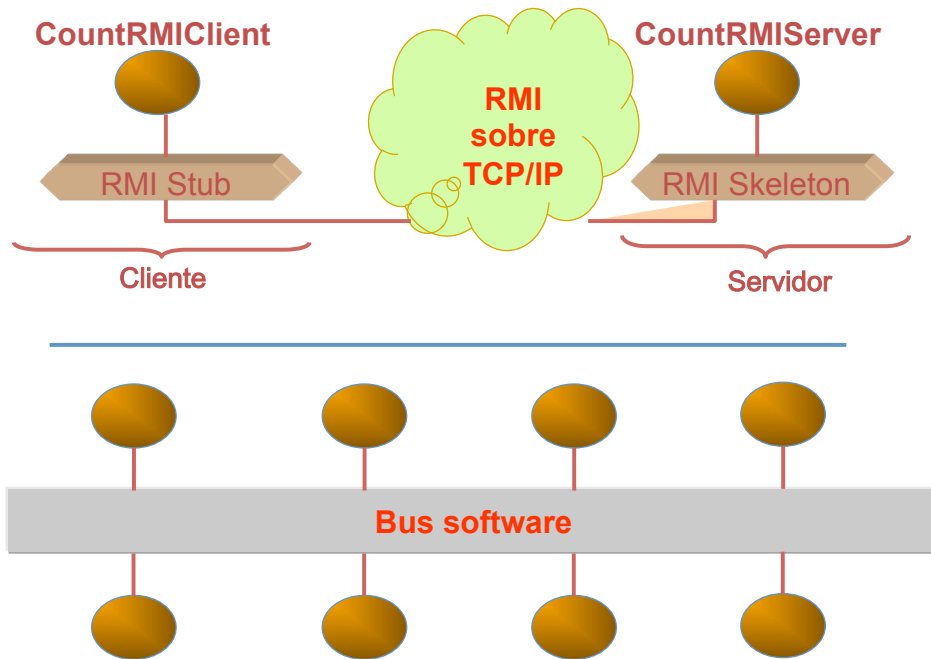 CountRMIClient
CountRMIServer
RMI
sobre
TCP/IP
RMI Stub
RMI Skeleton
Cliente
Servidor
Bus software